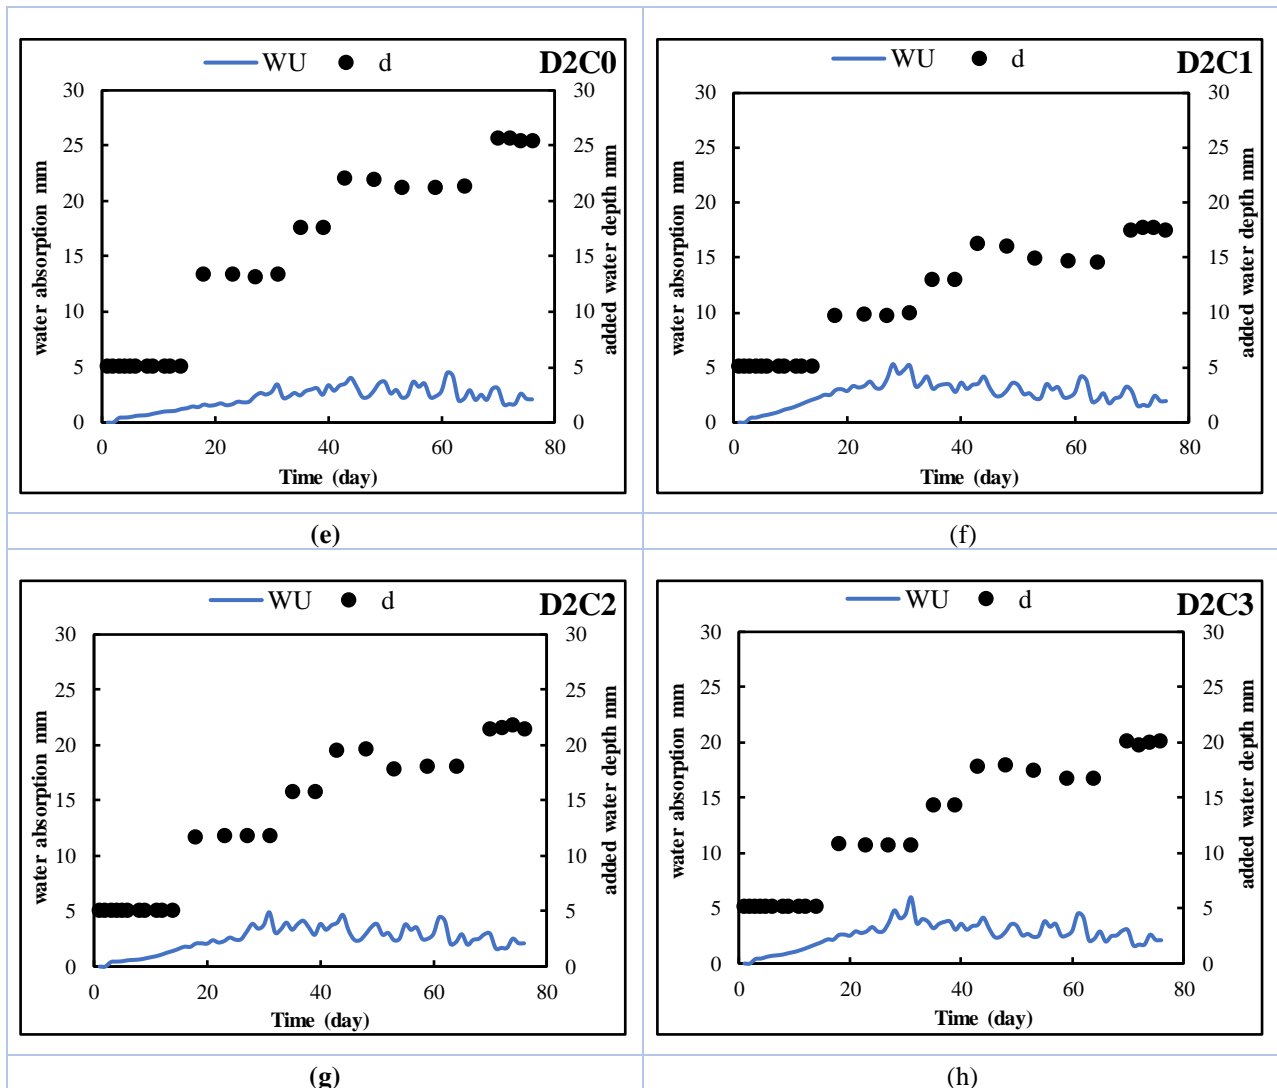 WU d D2C0
30 30
25 25
20 20
15 15
10 10
5 5
0 0
water absorption mm
added water depth mm
0 20 40 60 80
Time (day)
WU d D2C1
30 30
25 25
20 20
15 15
10 10
5 5
0 0
water absorption mm
added water depth mm
0 20 40 60 80
Time (day)
(e) (f)
WU d D2C2
30 30
25 25
20 20
15 15
10 10
5 5
0 0
water absorption mm
added water depth mm
0 20 40 60 80
Time (day)
WU d D2C3
30 30
25 25
20 20
15 15
10 10
5 5
0 0
water absorption mm
added water depth mm
0 20 40 60 80
Time (day)
(g) (h)